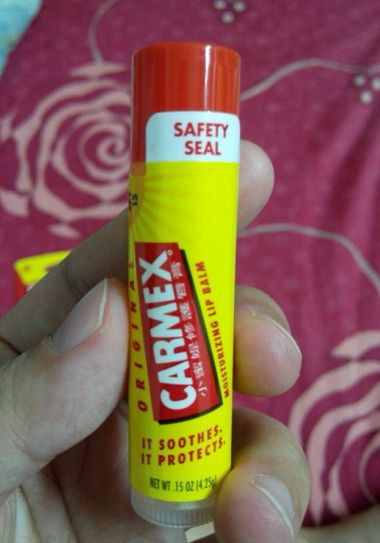 SAFETY
SEAL
ORIGINAL
CARMEX®
小蜜媞修護唇膏
MOISTURIZING LIP BALM
IT SOOTHES.
IT PROTECTS.
NET WT .15 OZ (4.25g)